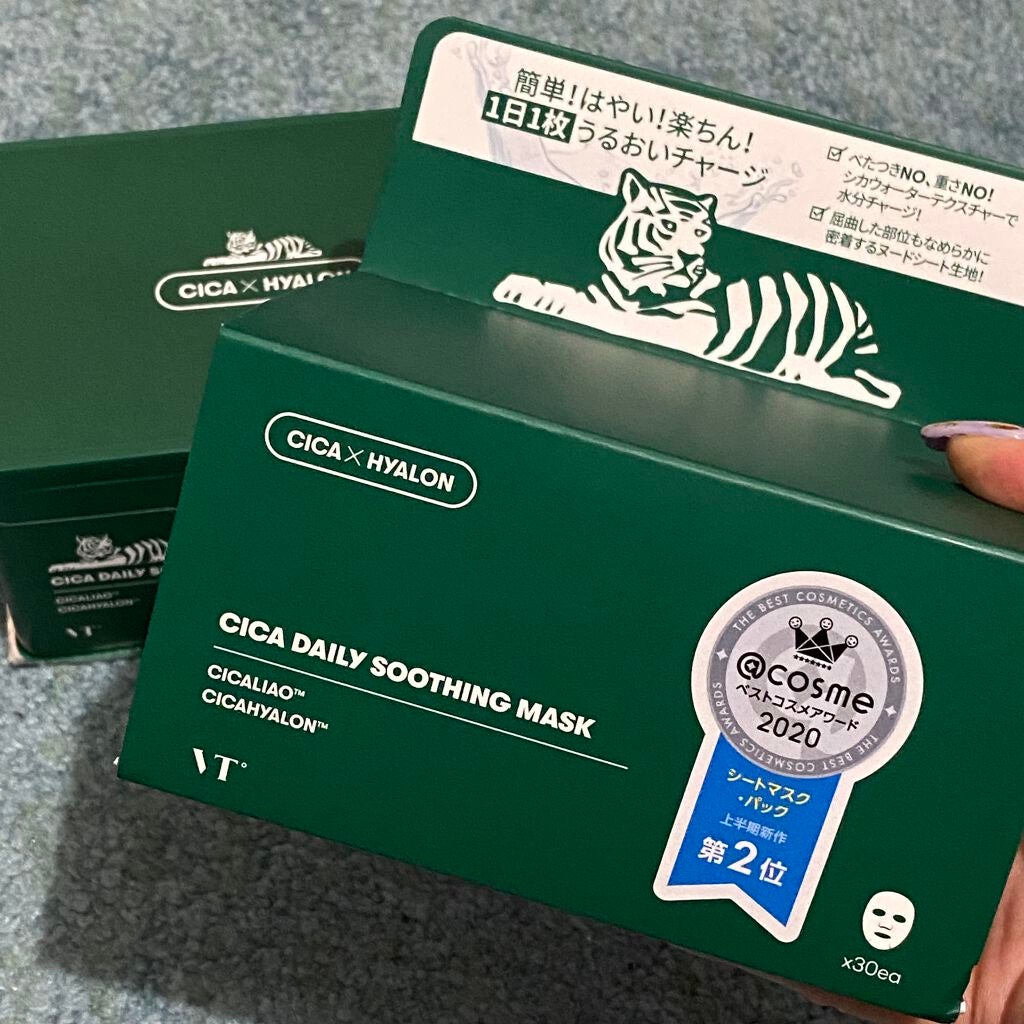 簡単!はやい!楽ちん!
1日1枚うるおいチャージ
☑ べたつきNO、重さNO!
シカウォーターテクスチャーで
水分チャージ!
☑ 屈曲した部位もなめらかに
密着するヌードシート生地!
CICA×HYALON
CICA DAILY SOOTHING MASK
CICALIAO™
CICAHYALON™
VT°
THE BEST COSMETICS AWARDS
@cosme
ベストコスメアワード
2020
THE BEST COSMETICS AWARDS
シートマスク
・パック
上半期新作
第2位
x30ea
CICA×HYALON
CICA DAILY S
CICALIAO™
CICAHYALON™
VT°